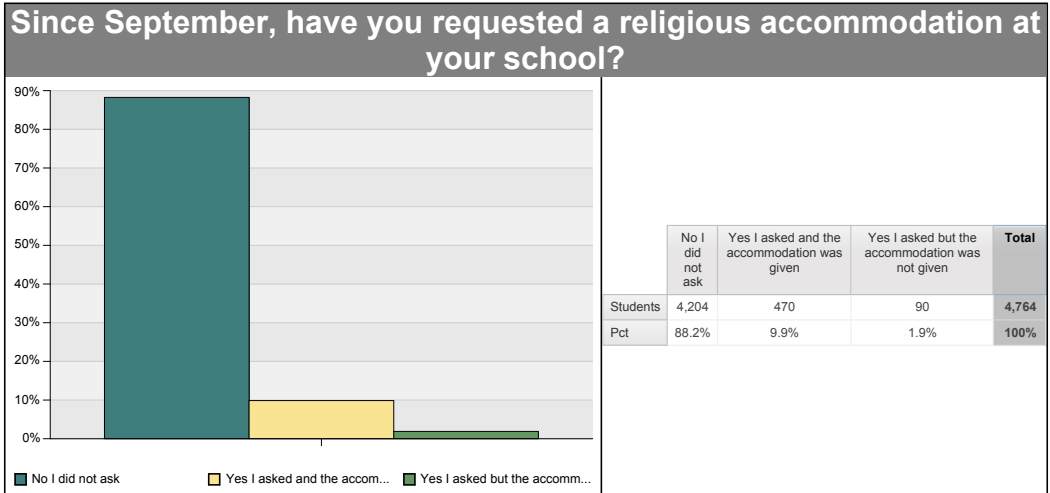 Since September, have you requested a religious accommodation at
your school?
90%
80%
70%
60%
50%
40%
30%
20%
10%
0%
No I did not ask
Yes I asked and the accom...
Yes I asked but the accomm...
No I
did
not
ask
Yes I asked and the
accommodation was
given
Yes I asked but the
accommodation was
not given
Total
Students 4,204 470 90 4,764
Pct 88.2% 9.9% 1.9% 100%